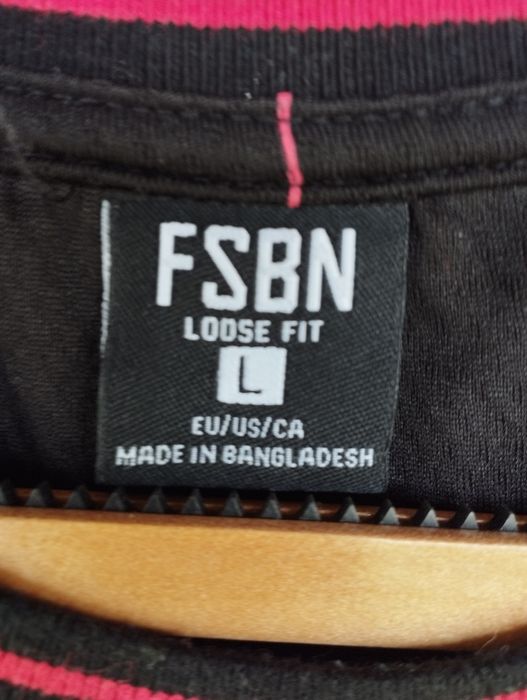 FSBN
LOOSE FIT
L
EU/US/CA
MADE IN BANGLADESH